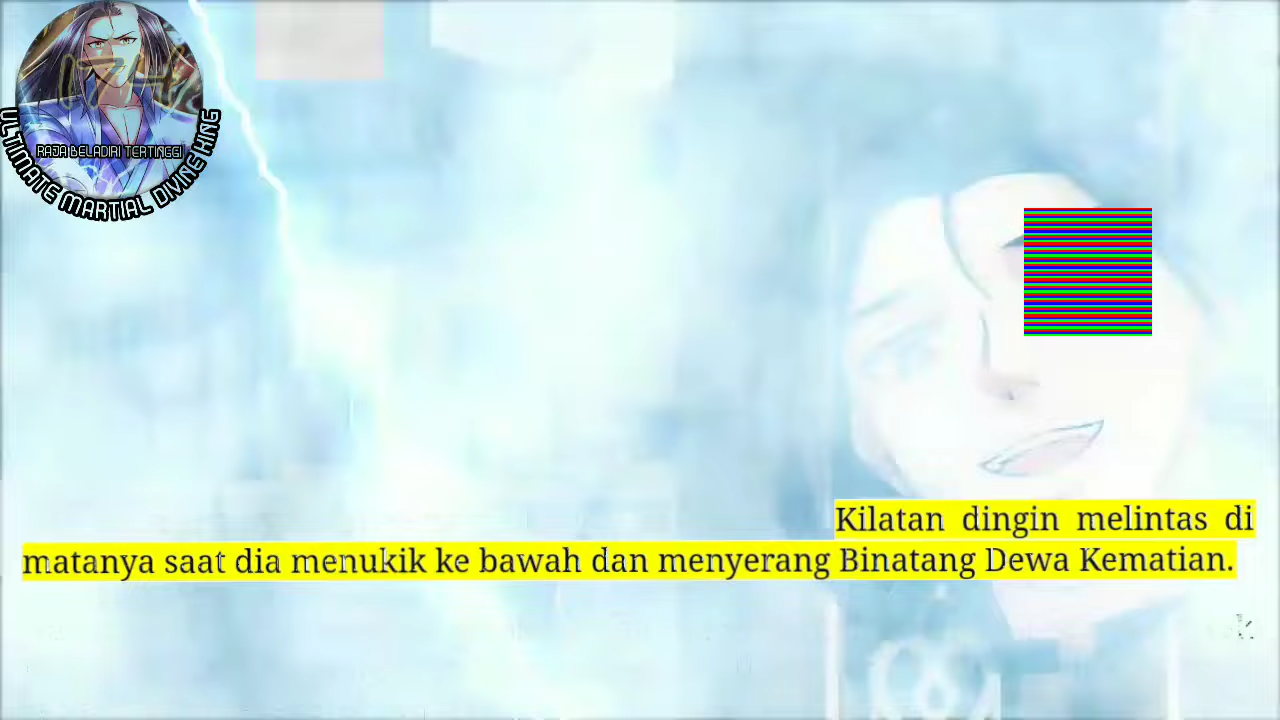 RAJA BELADIRI TERTINGGI
ULTIMATE MARTIAL DIVINE KING
Kilatan dingin melintas di
matanya saat dia menukik ke bawah dan menyerang Binatang Dewa Kematian.